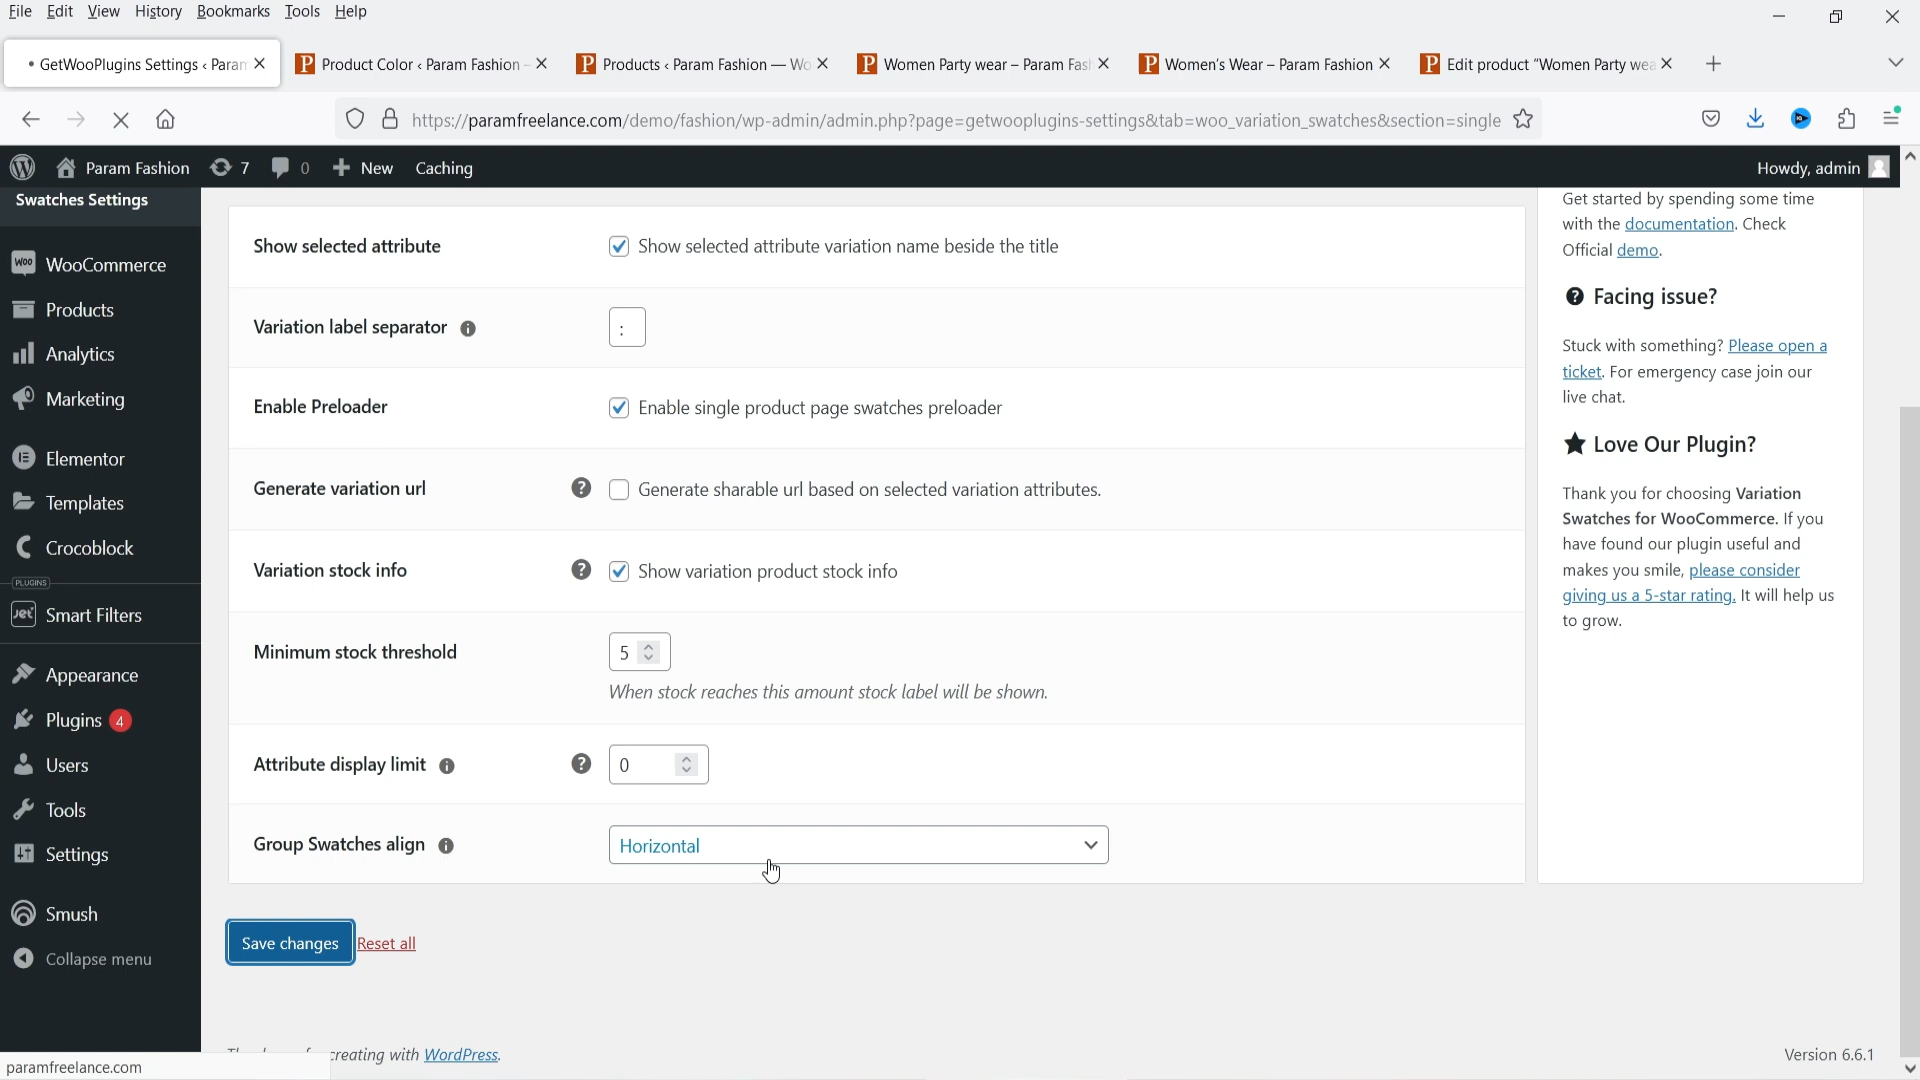 File Edit View History Bookmarks Tools Help
GetWooPlugins Settings ‹ Param
Product Color ‹ Param Fashion –
Products ‹ Param Fashion — Wo
Women Party wear – Param Fash
Women's Wear – Param Fashion
Edit product “Women Party wea
https://paramfreelance.com/demo/fashion/wp-admin/admin.php?page=getwooplugins-settings&tab=woo_variation_swatches&section=single
Param Fashion 7 0 New Caching
Howdy, admin
Swatches Settings
WooCommerce
Products
Analytics
Marketing
Elementor
Templates
Crocoblock
PLUGINS
Jet Smart Filters
Appearance
Plugins 4
Users
Tools
Settings
Smush
Collapse menu
Show selected attribute
Show selected attribute variation name beside the title
Variation label separator
:
Enable Preloader
Enable single product page swatches preloader
Generate variation url
Generate sharable url based on selected variation attributes.
Variation stock info
Show variation product stock info
Minimum stock threshold
5
When stock reaches this amount stock label will be shown.
Attribute display limit
0
Group Swatches align
Horizontal
Save changes Reset all
creating with WordPress.
Version 6.6.1
Get started by spending some time
with the documentation. Check
Official demo.
Facing issue?
Stuck with something? Please open a
ticket. For emergency case join our
live chat.
Love Our Plugin?
Thank you for choosing Variation
Swatches for WooCommerce. If you
have found our plugin useful and
makes you smile, please consider
giving us a 5-star rating. It will help us
to grow.
paramfreelance.com